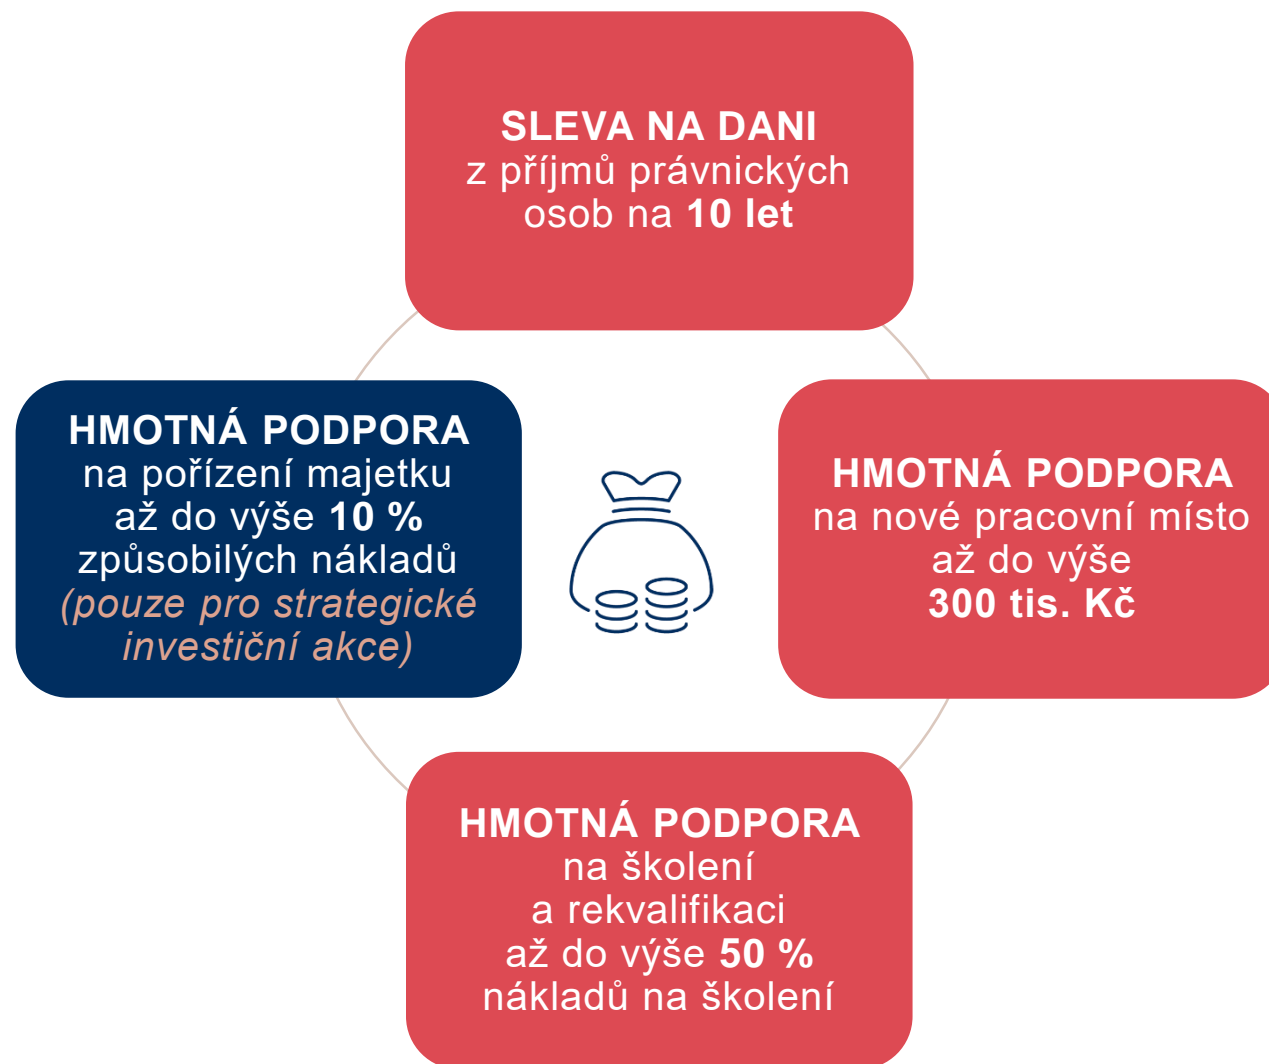 SLEVA NA DANI
z příjmů právnických
osob na 10 let
HMOTNÁ PODPORA
na pořízení majetku
až do výše 10 %
způsobilých nákladů
(pouze pro strategické
investiční akce)
HMOTNÁ PODPORA
na nové pracovní místo
až do výše
300 tis. Kč
HMOTNÁ PODPORA
na školení
a rekvalifikaci
až do výše 50 %
nákladů na školení